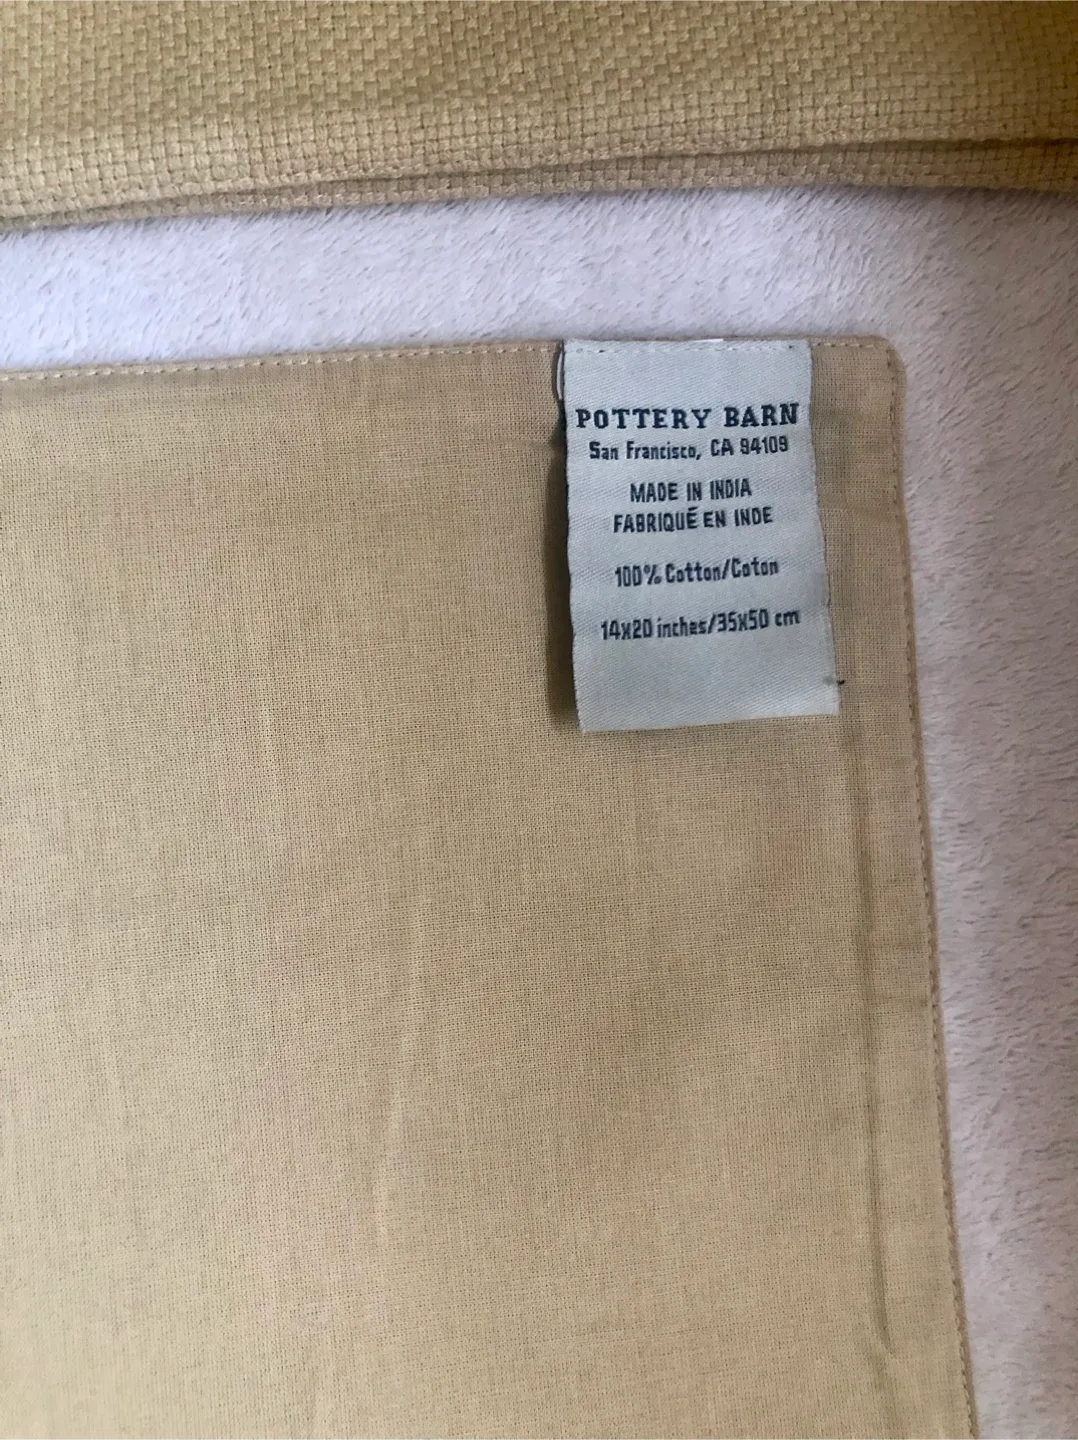 POTTERY BARN
San Francisco, CA 94109
MADE IN INDIA
FABRIQUÉ EN INDE
100% Cotton/Coton
14x20 inches/35x50 cm